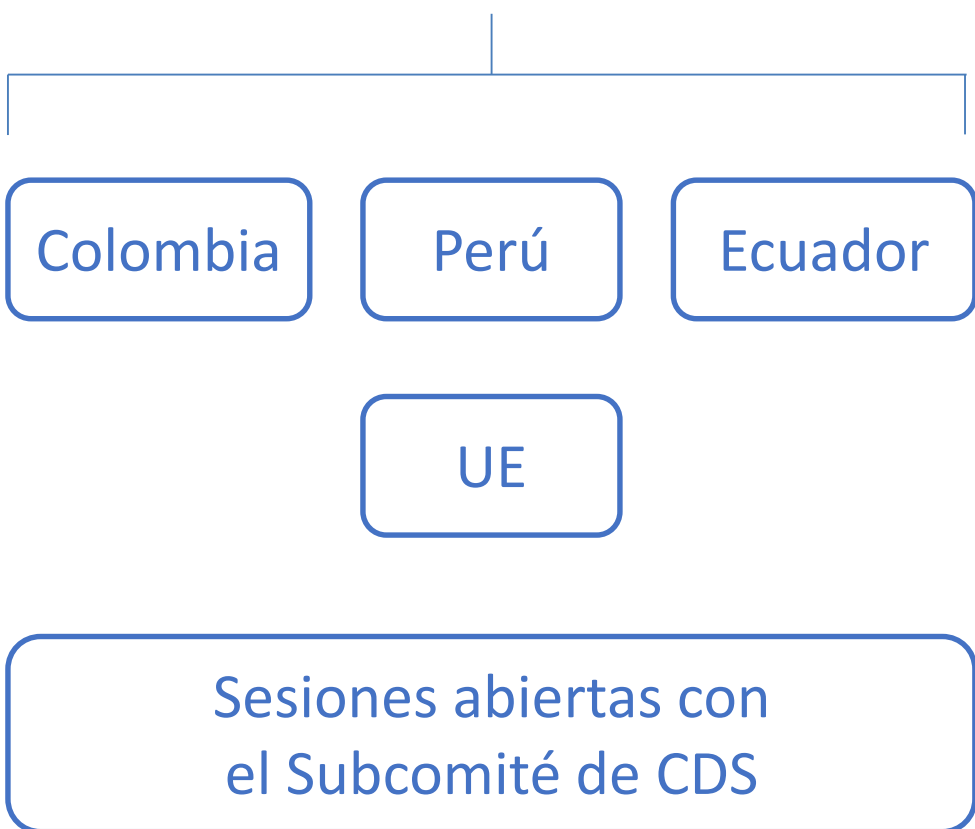 Colombia
Perú
Ecuador
UE
Sesiones abiertas con
el Subcomité de CDS